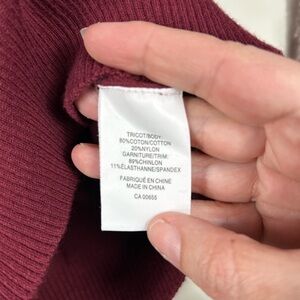 TRICOT/BODY:
80%COTON/COTTON
20%NYLON
GARNITURE/TRIM:
89%CHINLON
11%ÉLASTHANNE/SPANDEX
FABRIQUÉ EN CHINE
MADE IN CHINA
CA 00655